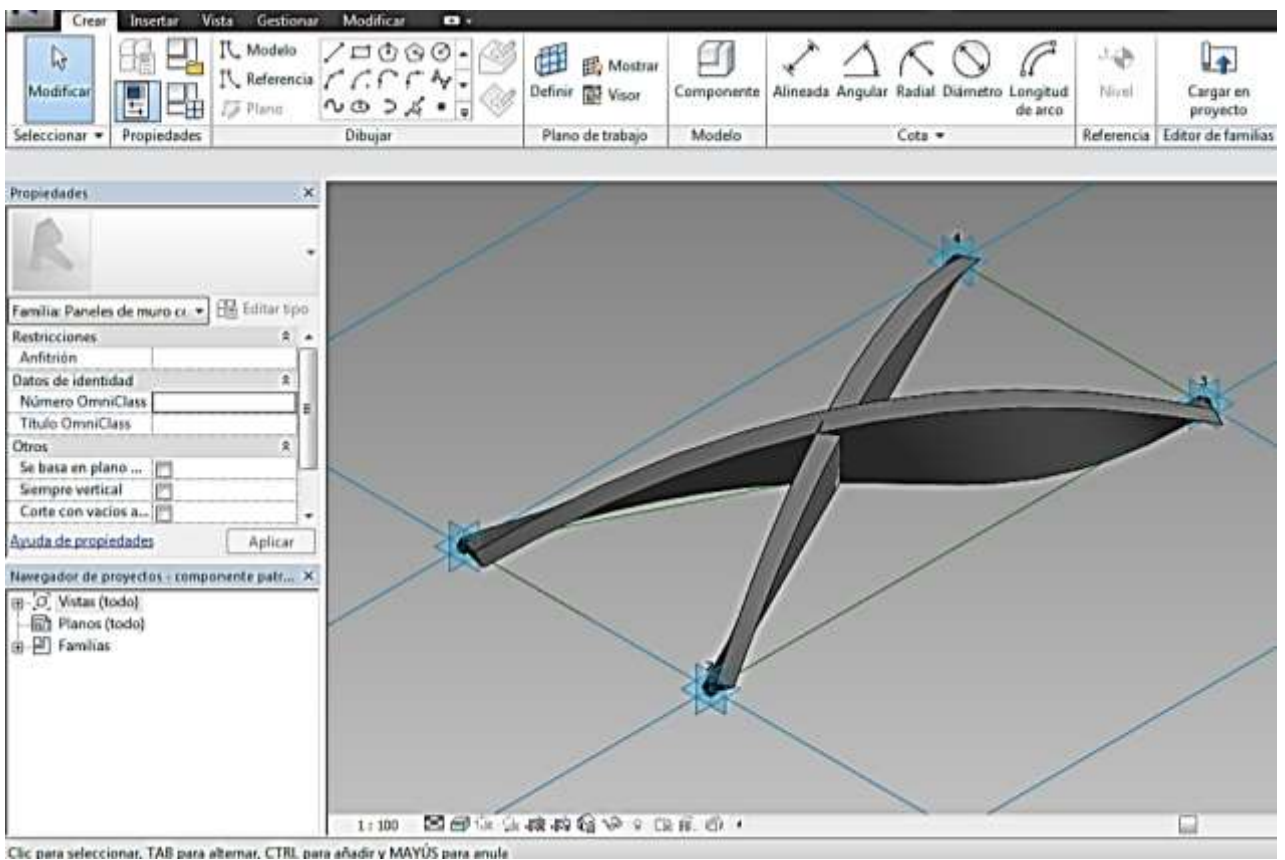 Crear Insertar Vista Gestionar Modificar
Modificar
Modelo
Referencia
Plano
Definir
Mostrar
Visor
Componente
Alineada Angular Radial Diámetro Longitud de arco
Nivel
Cargar en proyecto
Seleccionar Propiedades Dibujar Plano de trabajo Modelo Cota Referencia Editor de familias
Propiedades
Familia: Paneles de muro
Editar tipo
Restricciones
Anfitrión
Datos de identidad
Número OmniClass
Título OmniClass
Otros
Se basa en plano ...
Siempre vertical
Corte con vacíos a...
Ayuda de propiedades
Aplicar
Navegador de proyectos - componente patr...
Vistas (todo)
Planos (todo)
Familias
4
3
1 : 100
Clic para seleccionar, TAB para alternar, CTRL para añadir y MAYÚS para anula